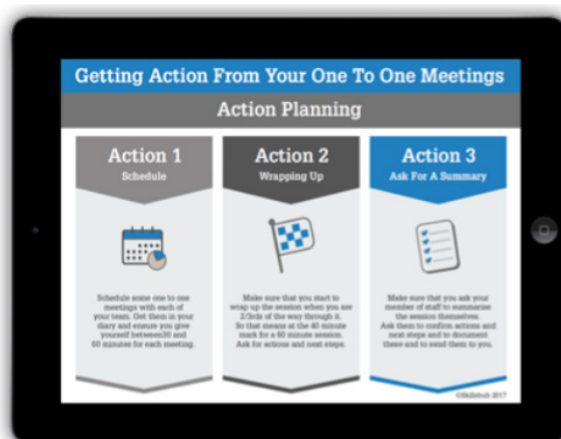 Getting Action From Your One To One Meetings
Action Planning
Action 1
Schedule
Schedule some one to one
meetings with each of
your team. Get them in your
diary and ensure you give
yourself between30 and
60 minutes for each meeting.
Action 2
Wrapping Up
Make sure that you start to
wrap up the session when you are
2/3rds of the way through it.
So that means at the 40 minute
mark for a 60 minute session.
Ask for actions and next steps.
Action 3
Ask For A Summary
Make sure that you ask your
member of staff to summarise
the session themselves.
Ask them to confirm actions and
next steps and to document
these and to send them to you.
©Skillshub 2017